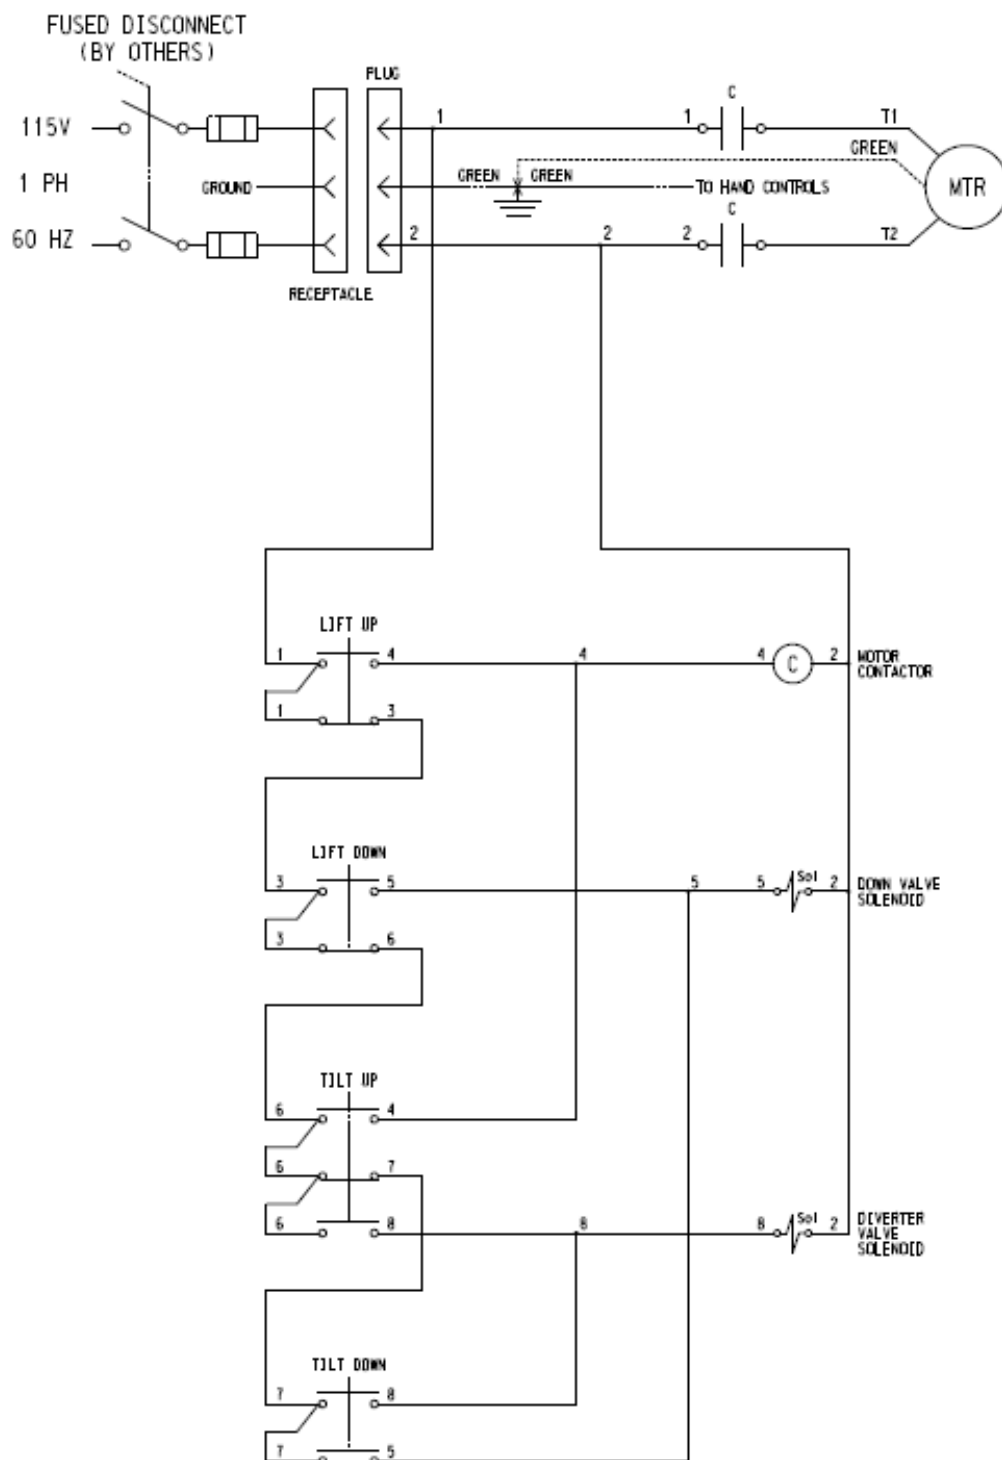 FUSED DISCONNECT
(BY OTHERS)
PLUG
115V
1
1
C
T1
GREEN
1 PH
GROUND
GREEN
GREEN
TO HAND CONTROLS
MTR
C
60 HZ
2
2
2
T2
RECEPTACLE
LIFT UP
1
4
4
4
C
2
MOTOR
CONTACTOR
1
3
LIFT DOWN
3
5
5
5
Sol
2
DOWN VALVE
SOLENOID
3
6
TILT UP
6
4
6
7
6
8
8
8
Sol
2
DIVERTER
VALVE
SOLENOID
TILT DOWN
7
8
7
5